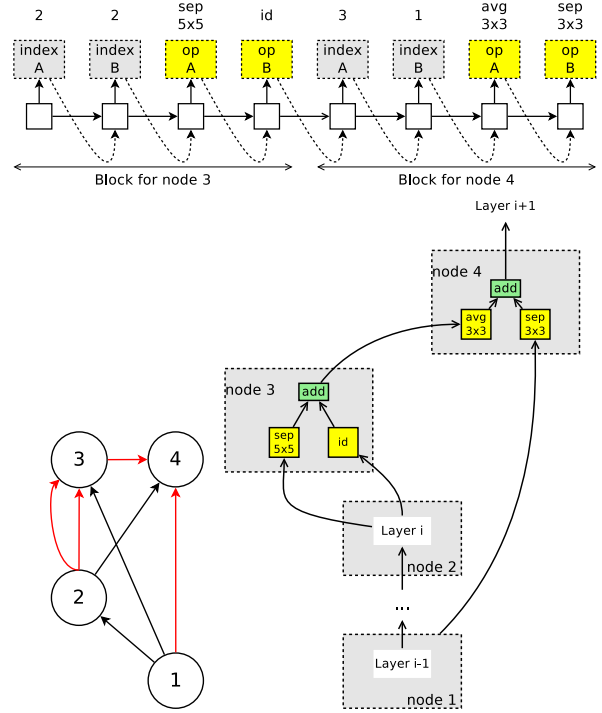 2 2 sep 5x5 id 3 1 avg 3x3 sep 3x3
index A index B op A op B index A index B op A op B
Block for node 3 Block for node 4
Layer i+1
node 4
add
avg 3x3 sep 3x3
node 3
add
sep 5x5 id
Layer i
node 2
...
Layer i-1
node 1
3 4
2
1